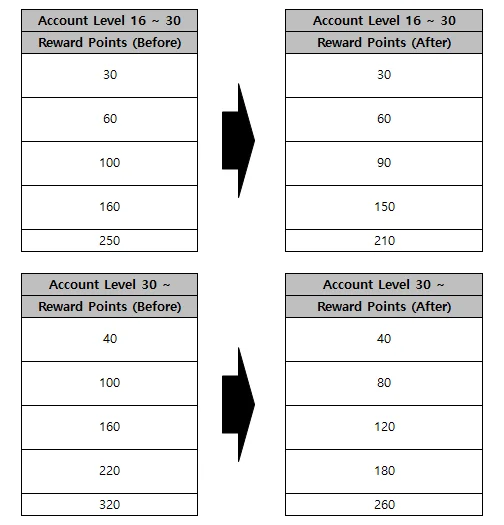 Account Level 16 ~ 30
Reward Points (Before)
30
60
100
160
250
Account Level 16 ~ 30
Reward Points (After)
30
60
90
150
210
Account Level 30 ~
Reward Points (Before)
40
100
160
220
320
Account Level 30 ~
Reward Points (After)
40
80
120
180
260